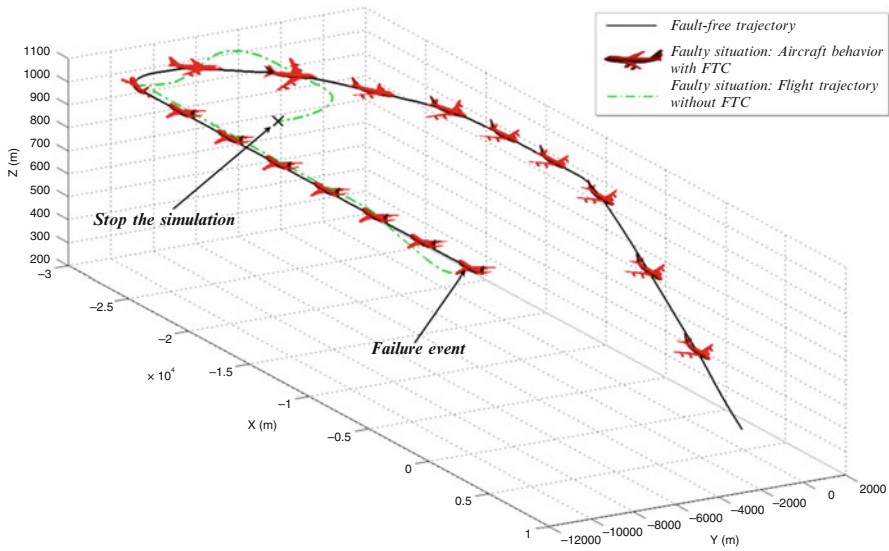 Fault-free trajectory
Faulty situation: Aircraft behavior
with FTC
Faulty situation: Flight trajectory
without FTC
1100
1000
900
800
700
600
500
400
300
200
Z (m)
Stop the simulation
Failure event
−3
−2.5
−2
−1.5
−1
−0.5
0
0.5
1
× 10⁴
X (m)
−12000
−10000
−8000
−6000
−4000
−2000
0
2000
Y (m)